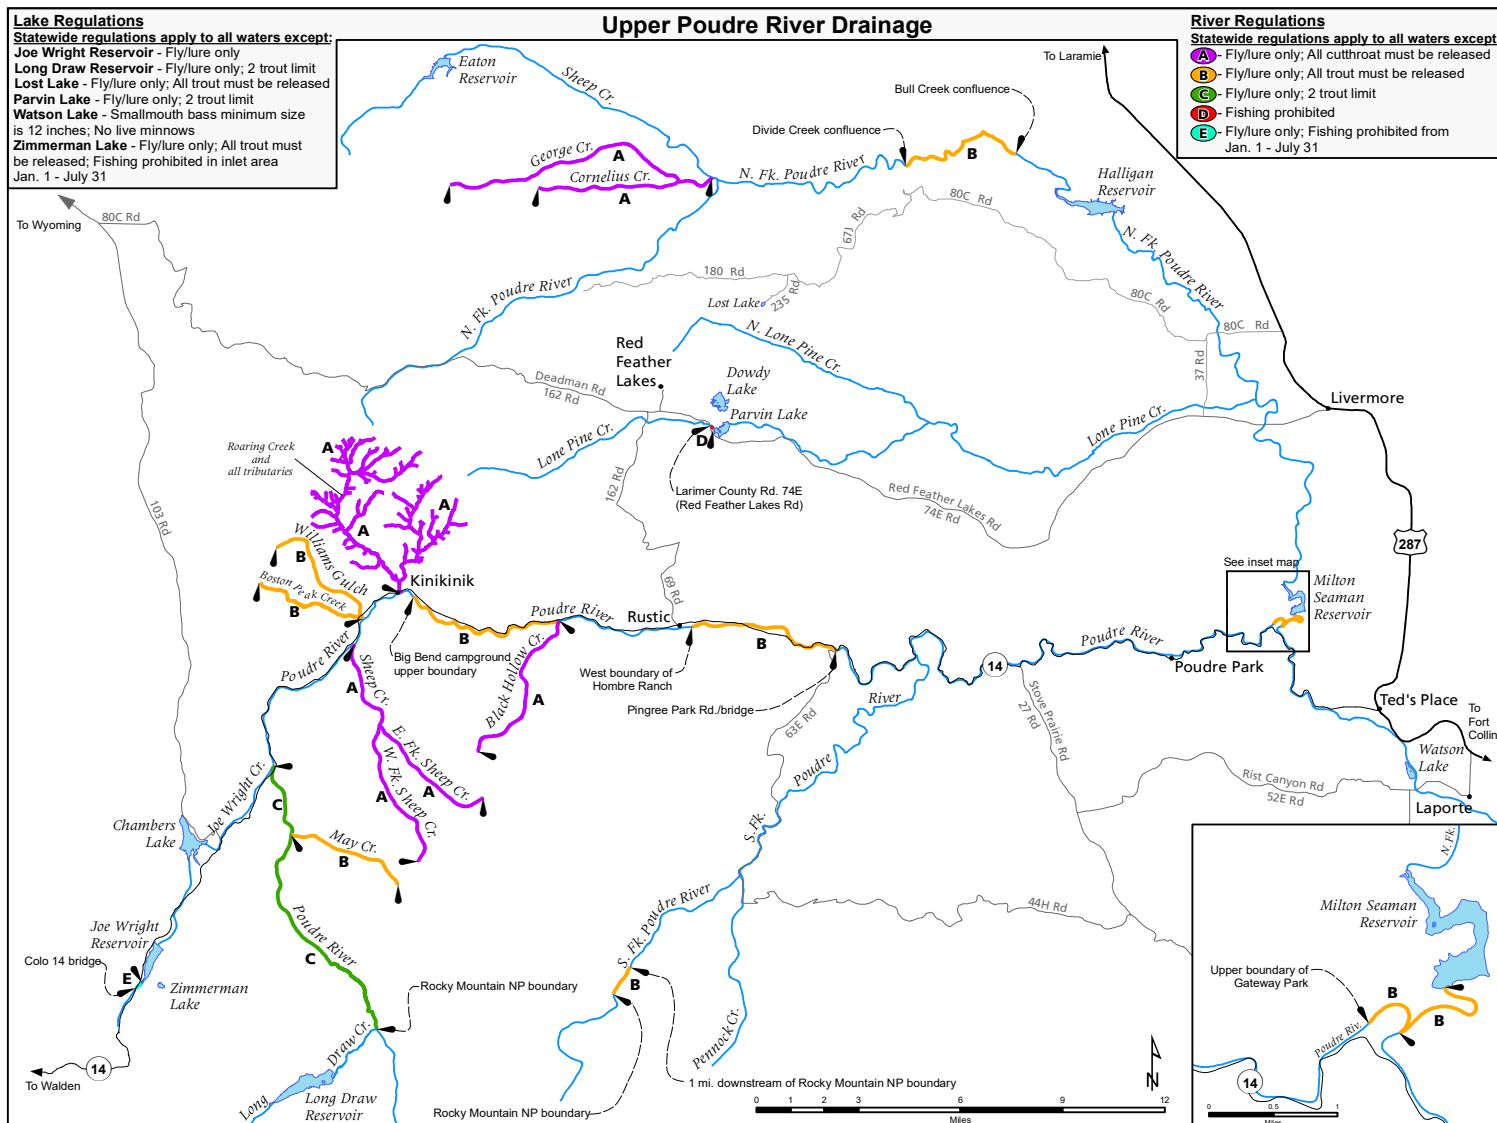 Upper Poudre River Drainage
Lake Regulations
Statewide regulations apply to all waters except:
Joe Wright Reservoir - Fly/lure only
Long Draw Reservoir - Fly/lure only; 2 trout limit
Lost Lake - Fly/lure only; All trout must be released
Parvin Lake - Fly/lure only; 2 trout limit
Watson Lake - Smallmouth bass minimum size
is 12 inches; No live minnows
Zimmerman Lake - Fly/lure only; All trout must
be released; Fishing prohibited in inlet area
Jan. 1 - July 31
River Regulations
Statewide regulations apply to all waters except
A - Fly/lure only; All cutthroat must be released
B - Fly/lure only; All trout must be released
C - Fly/lure only; 2 trout limit
D - Fishing prohibited
E - Fly/lure only; Fishing prohibited from
Jan. 1 - July 31
To Laramie
Eaton
Reservoir
Sheep Cr.
Bull Creek confluence
Divide Creek confluence
George Cr.
A
Cornelius Cr.
A
N. Fk. Poudre River
B
Halligan
Reservoir
To Wyoming
80C Rd
80C Rd
67J Rd
N. Fk. Poudre River
180 Rd
235 Rd
Lost Lake
80C Rd
80C Rd
N. Fk. Poudre River
N. Lone Pine Cr.
Red
Feather
Lakes
37 Rd
Dowdy
Lake
Deadman Rd
162 Rd
Parvin Lake
Livermore
Lone Pine Cr.
Lone Pine Cr.
D
Roaring Creek
and
all tributaries
A
A
A
162 Rd
Larimer County Rd. 74E
(Red Feather Lakes Rd)
Red Feather Lakes Rd
74E Rd
103 Rd
287
Williams Gulch
B
Boston Peak Creek
B
Kinikinik
69 Rd
See inset map
Milton
Seaman
Reservoir
Poudre River
Rustic
B
B
Poudre River
Poudre River
Poudre Park
14
Big Bend campground
upper boundary
West boundary of
Hombre Ranch
Pingree Park Rd./bridge
Sheep Cr.
A
Black Hollow Cr.
A
River
Stove Prairie Rd
27 Rd
Ted's Place
To
Fort
Collin
E. Fk. Sheep Cr.
W. Fk. Sheep Cr.
A
A
63E Rd
Poudre
Watson
Lake
Rist Canyon Rd
52E Rd
Laporte
Joe Wright Cr.
C
Chambers
Lake
May Cr.
B
S. Fk.
S. Fk. Poudre River
44H Rd
Poudre River
C
Joe Wright
Reservoir
Colo 14 bridge
E
Zimmerman
Lake
Rocky Mountain NP boundary
B
Pennock Cr.
14
To Walden
Long
Draw Cr.
Long Draw
Reservoir
1 mi. downstream of Rocky Mountain NP boundary
Rocky Mountain NP boundary
N
0 1 2 3 6 9 12
Miles
N. Fk.
Milton Seaman
Reservoir
Upper boundary of
Gateway Park
B
B
Poudre Riv.
14
0 0.5 1
Miles